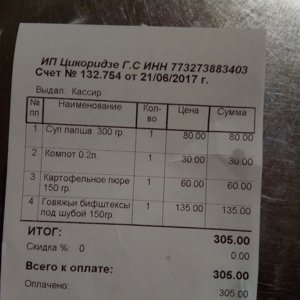 ИП Цикоридзе Г.С ИНН 773273883403
Счет № 132.754 от 21/06/2017 г.
Выдал: Кассир
№ пп Наименование Кол-во Цена Сумма
1 Суп лапша 300 гр. 1 80.00 80.00
2 Компот 0.2л. 1 30.00 30.00
3 Картофельное пюре 1 60.00 60.00
150 гр.
4 Говяжьи бифштексы 1 135.00 135.00
под шубой 150гр.
ИТОГ: 305.00
Скидка %: 0 0.00
Всего к оплате: 305.00
Оплачено: 305.00